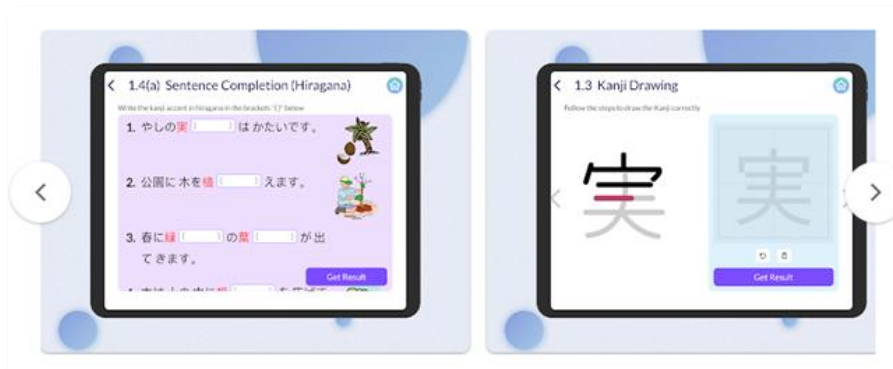 1.4(a) Sentence Completion (Hiragana)
Write the kanji accent in hiragana in the brackets "( )" below
1. やしの実 ( ) は かたいです。
2. 公園に 木を 植 ( ) えます。
3. 春に 緑 ( ) の 葉 ( ) が 出
て きます。
Get Result
1.3 Kanji Drawing
Follow the steps to draw the Kanji correctly
実
実
Get Result